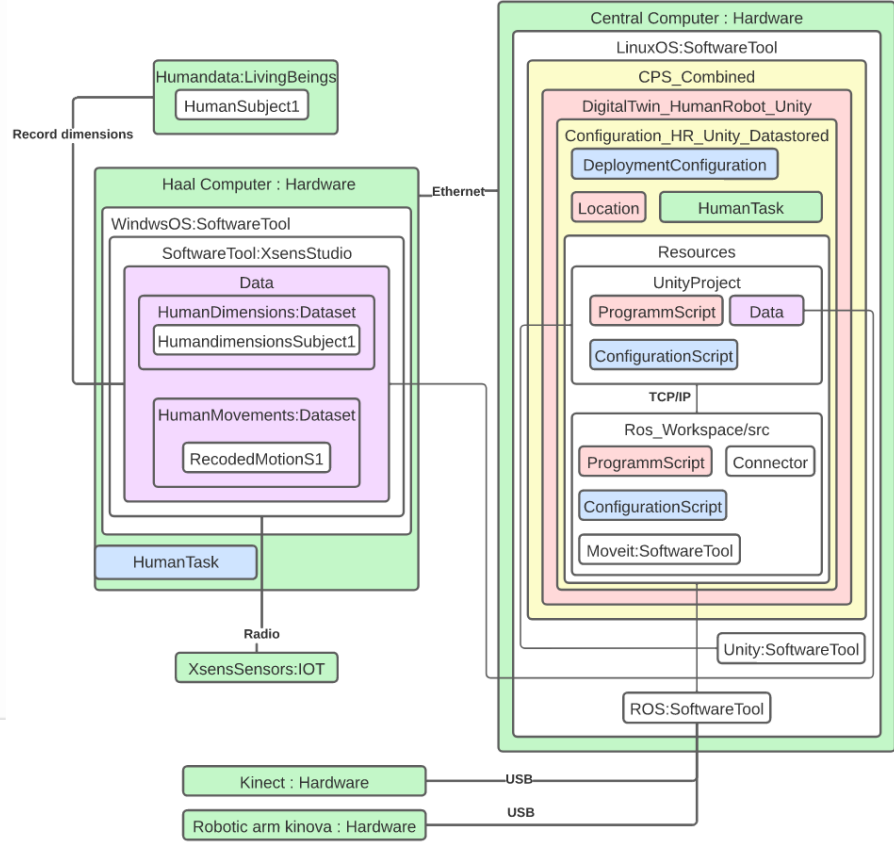 Central Computer : Hardware
LinuxOS:SoftwareTool
CPS_Combined
DigitalTwin_HumanRobot_Unity
Configuration_HR_Unity_Datastored
DeploymentConfiguration
Location
HumanTask
Resources
UnityProject
ProgrammScript
Data
ConfigurationScript
TCP/IP
Ros_Workspace/src
ProgrammScript
Connector
ConfigurationScript
Moveit:SoftwareTool
Unity:SoftwareTool
ROS:SoftwareTool
Humandata:LivingBeings
HumanSubject1
Record dimensions
Haal Computer : Hardware
Ethernet
WindwsOS:SoftwareTool
SoftwareTool:XsensStudio
Data
HumanDimensions:Dataset
HumandimensionsSubject1
HumanMovements:Dataset
RecodedMotionS1
HumanTask
Radio
XsensSensors:IOT
Kinect : Hardware
USB
Robotic arm kinova : Hardware
USB